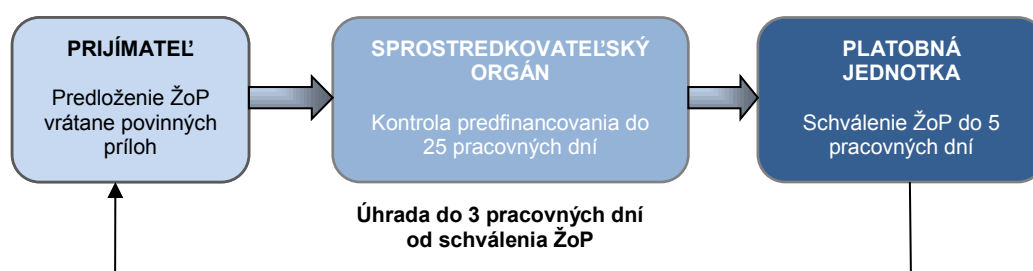 PRIJÍMATEĽ
Predloženie ŽoP
vrátane povinných
príloh
SPROSTREDKOVATEĽSKÝ
ORGÁN
Kontrola predfinancovania do
25 pracovných dní
PLATOBNÁ
JEDNOTKA
Schválenie ŽoP do 5
pracovných dní
Úhrada do 3 pracovných dní
od schválenia ŽoP